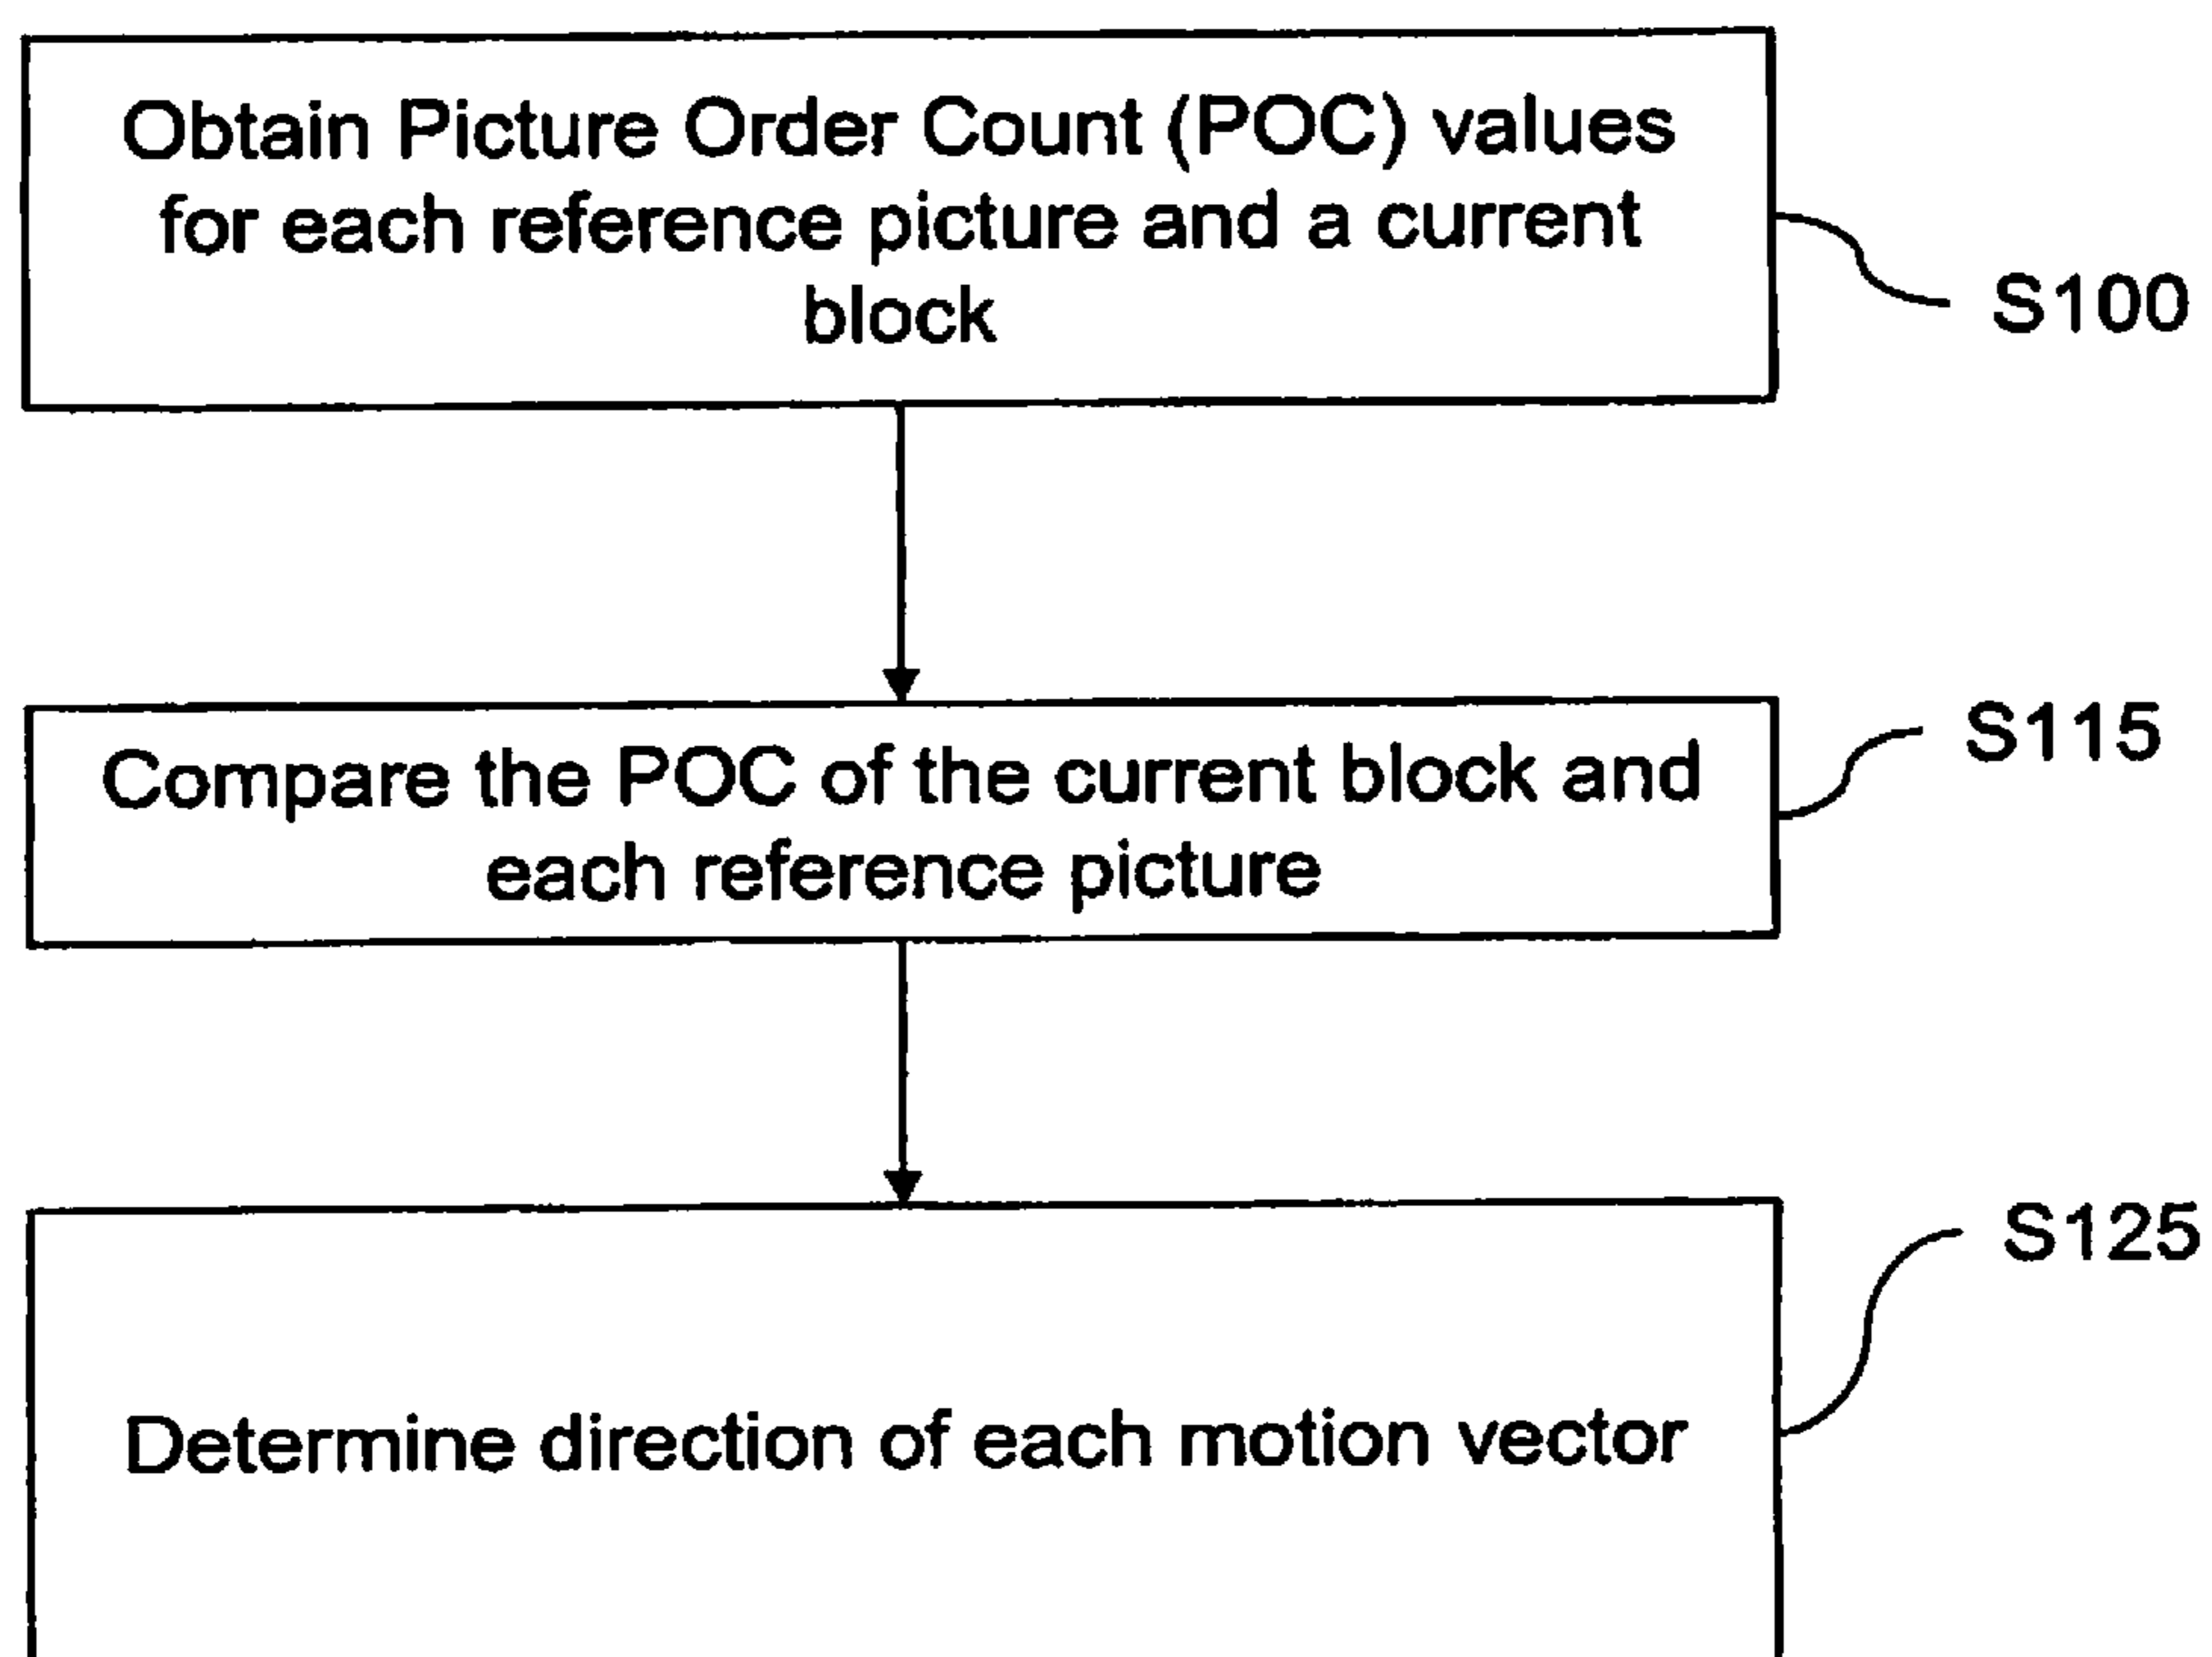 Obtain Picture Order Count (POC) values
for each reference picture and a current
block
S100
Compare the POC of the current block and
each reference picture
S115
Determine direction of each motion vector
S125